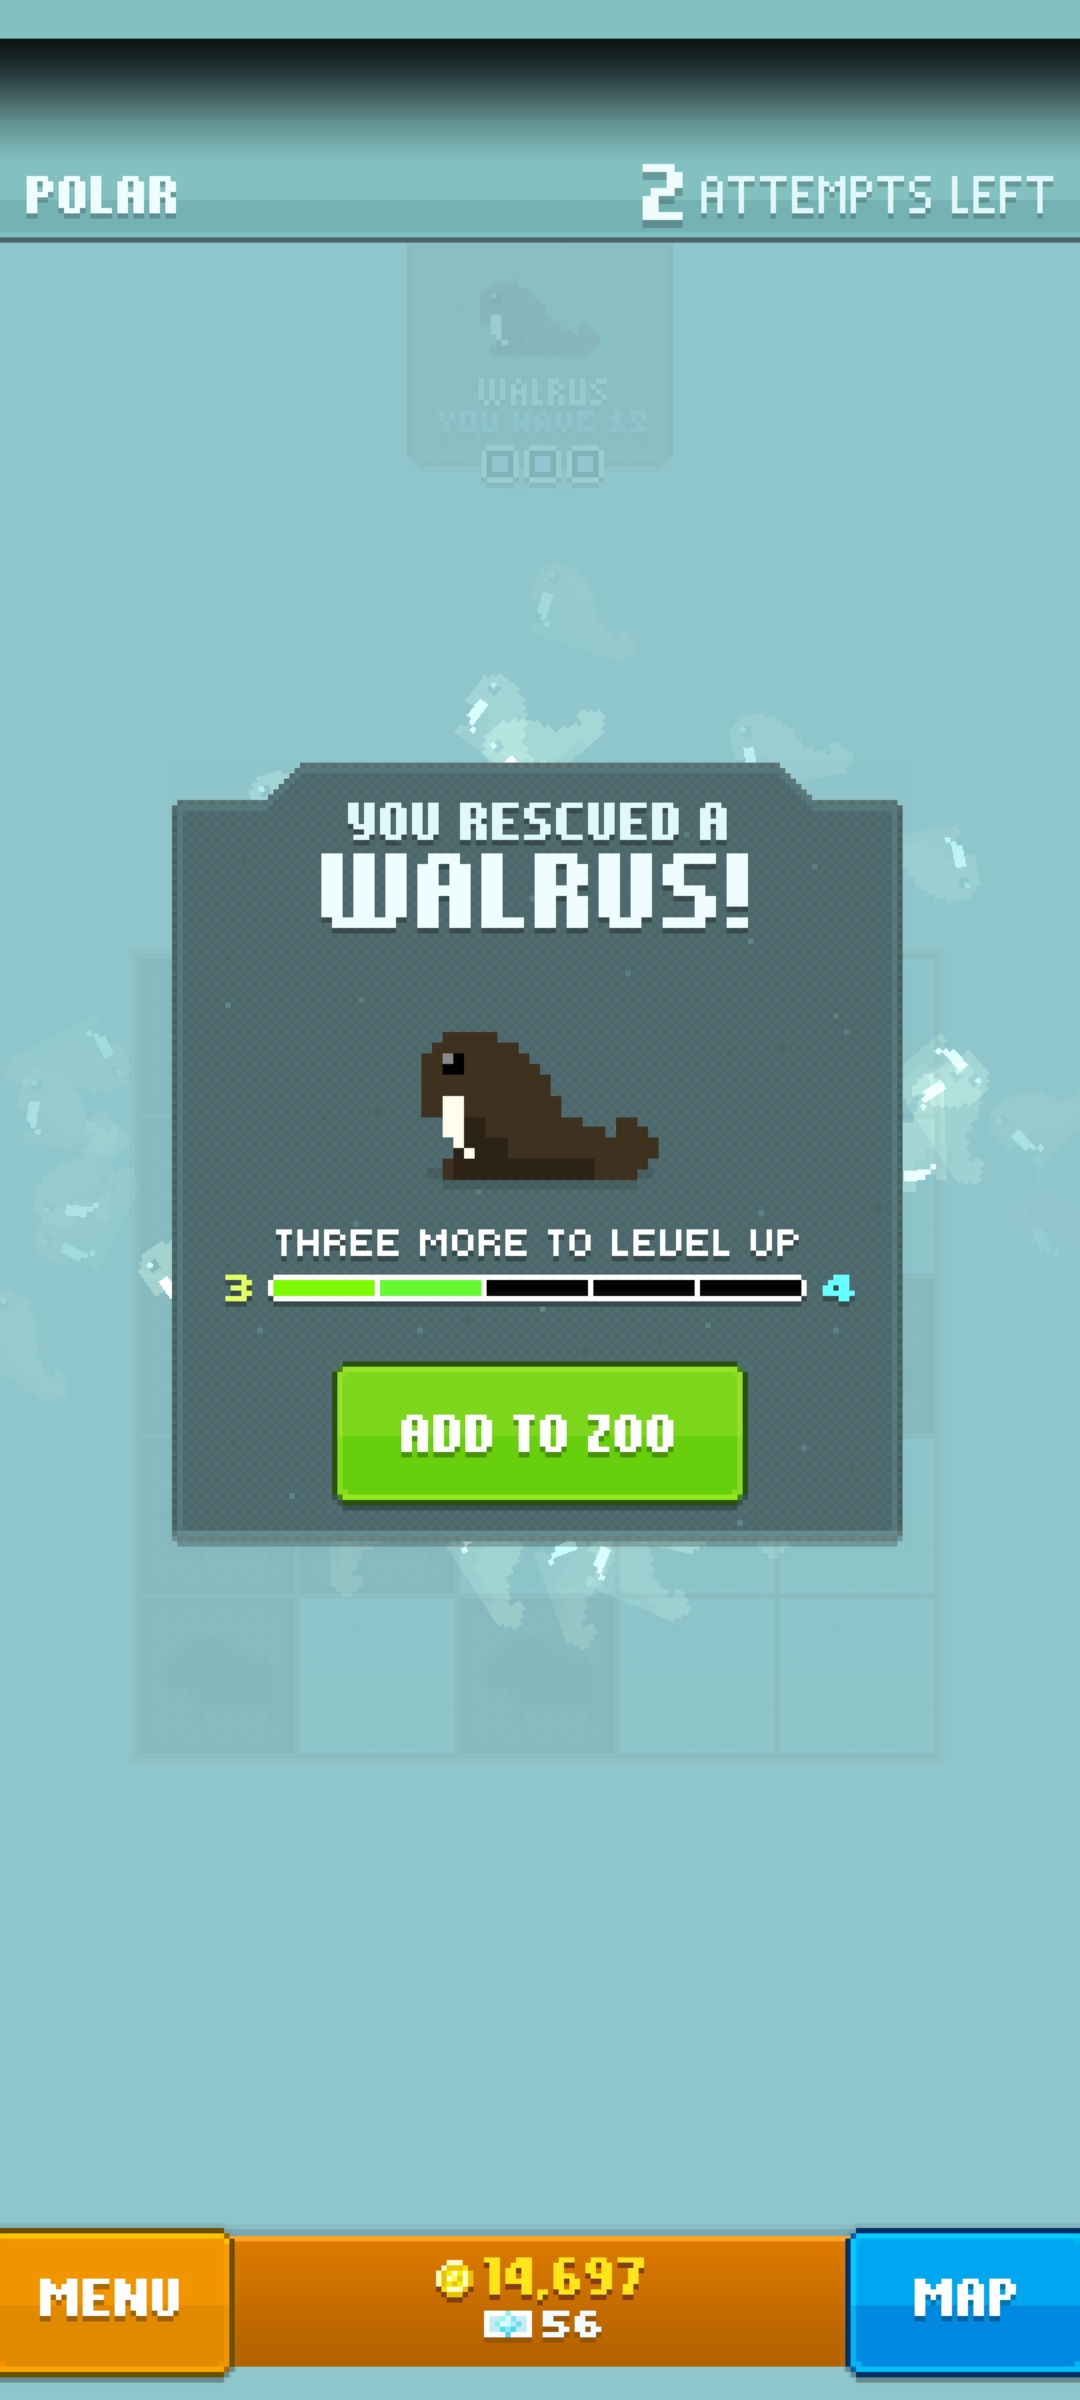 POLAR
2 ATTEMPTS LEFT
WALRUS
YOU RESCUED A
WALRUS!
THREE MORE TO LEVEL UP
3
4
ADD TO ZOO
MENU
14,697
56
MAP